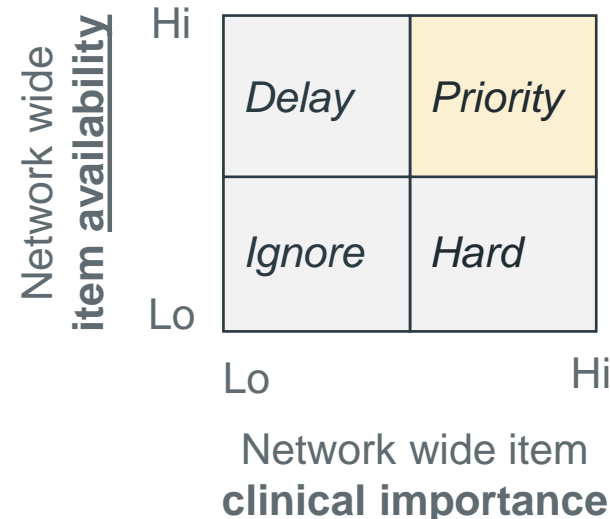 Network wide
item availability
Hi
Delay
Priority
Ignore
Hard
Lo
Lo
Hi
Network wide item
clinical importance